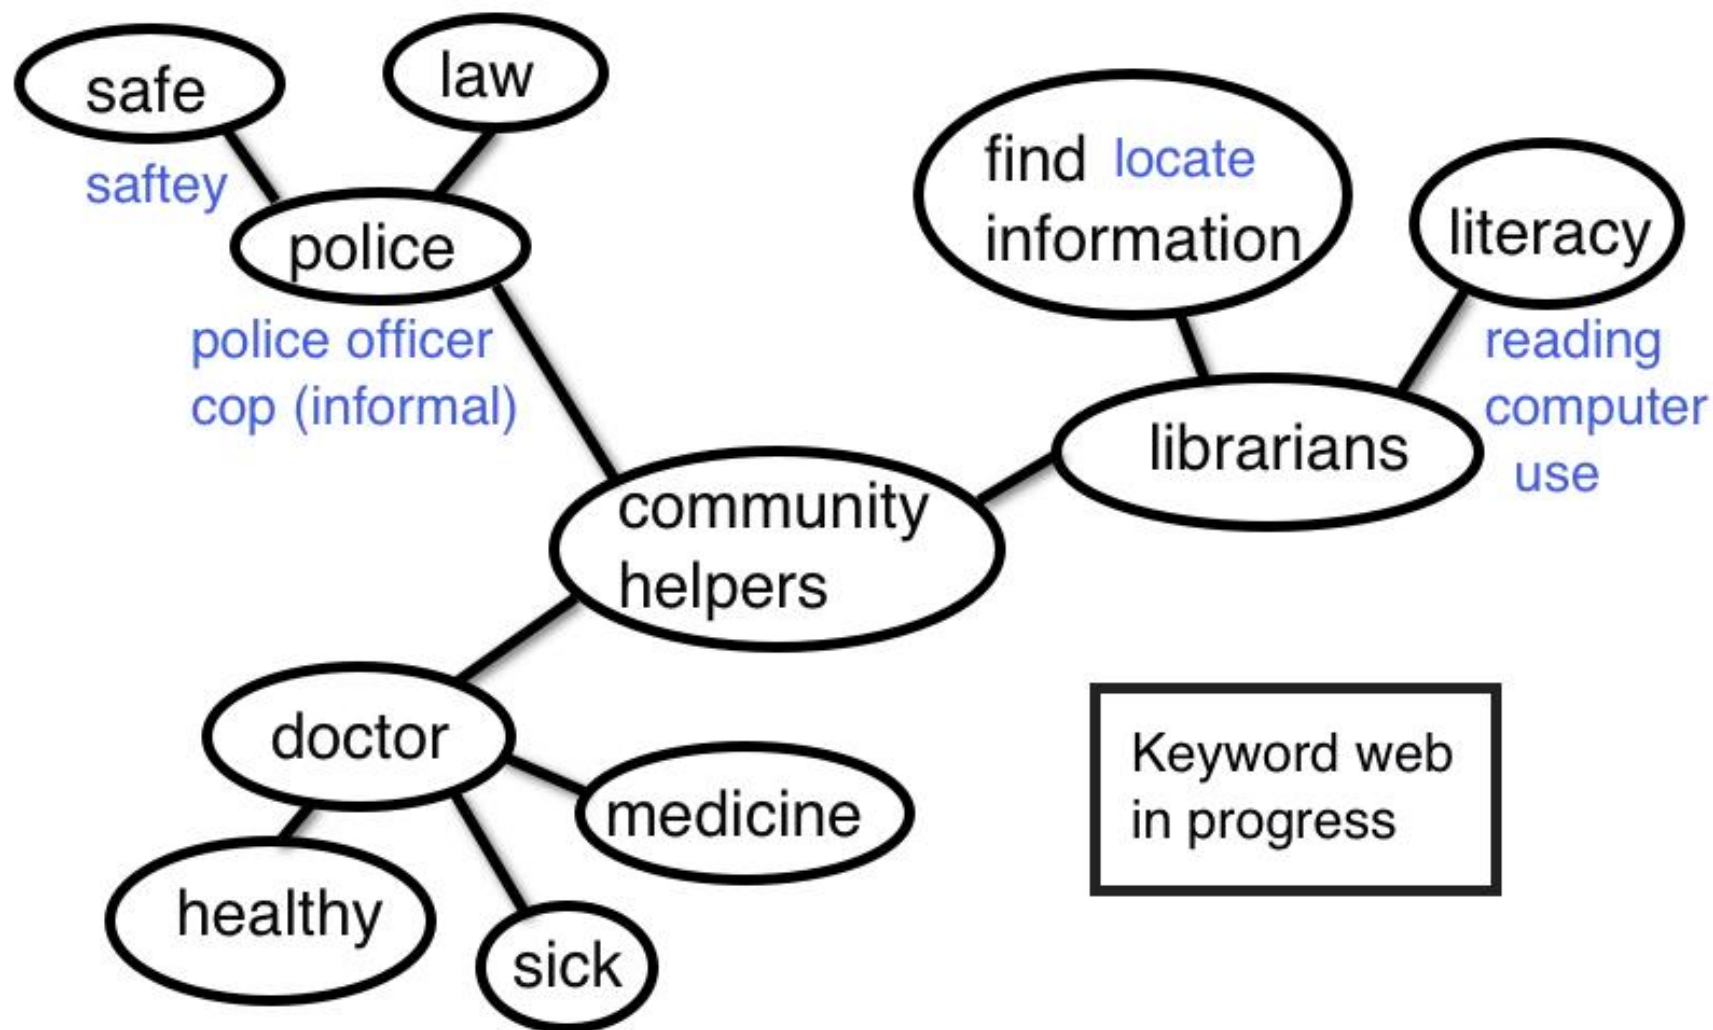 safe
law
saftey
police
police officer
cop (informal)
find locate
information
literacy
reading
computer
use
librarians
community
helpers
doctor
medicine
healthy
sick
Keyword web
in progress